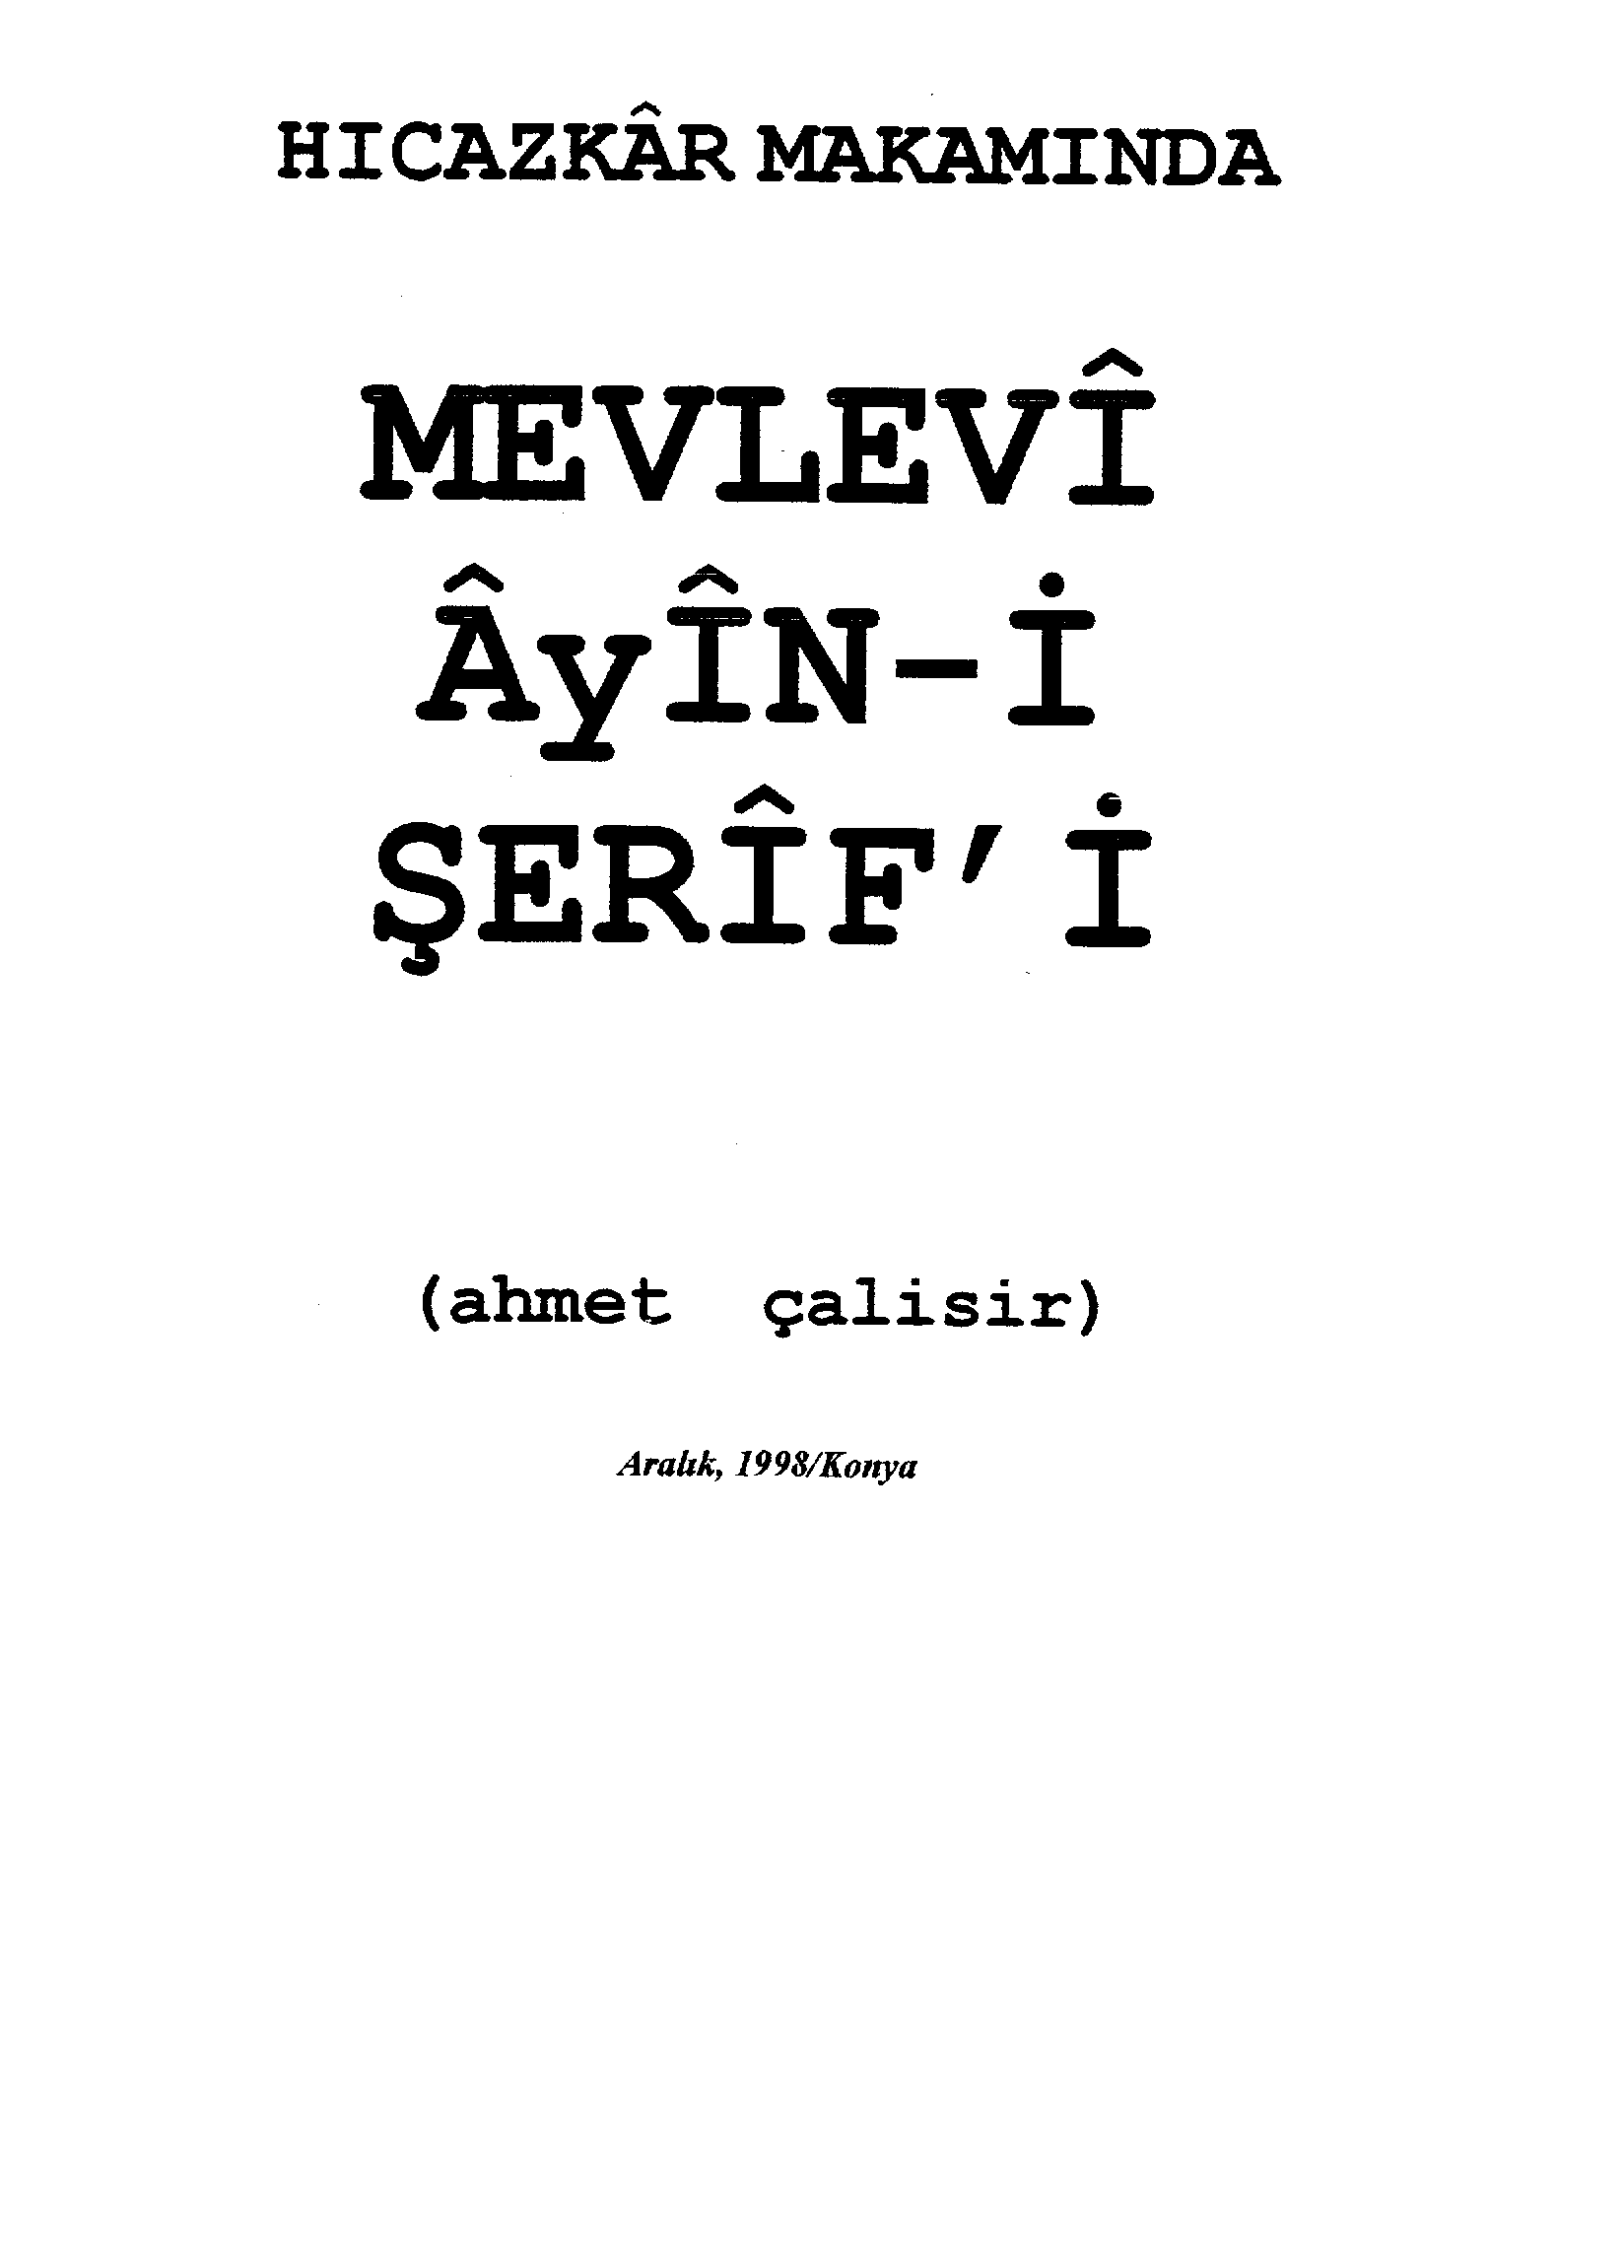 HICAZKÂR MAKAMINDA
MEVLEVÎ
ÂyÎN-İ
ŞERÎF'İ
(ahmet çalisir)
Aralık, 1998/Konya